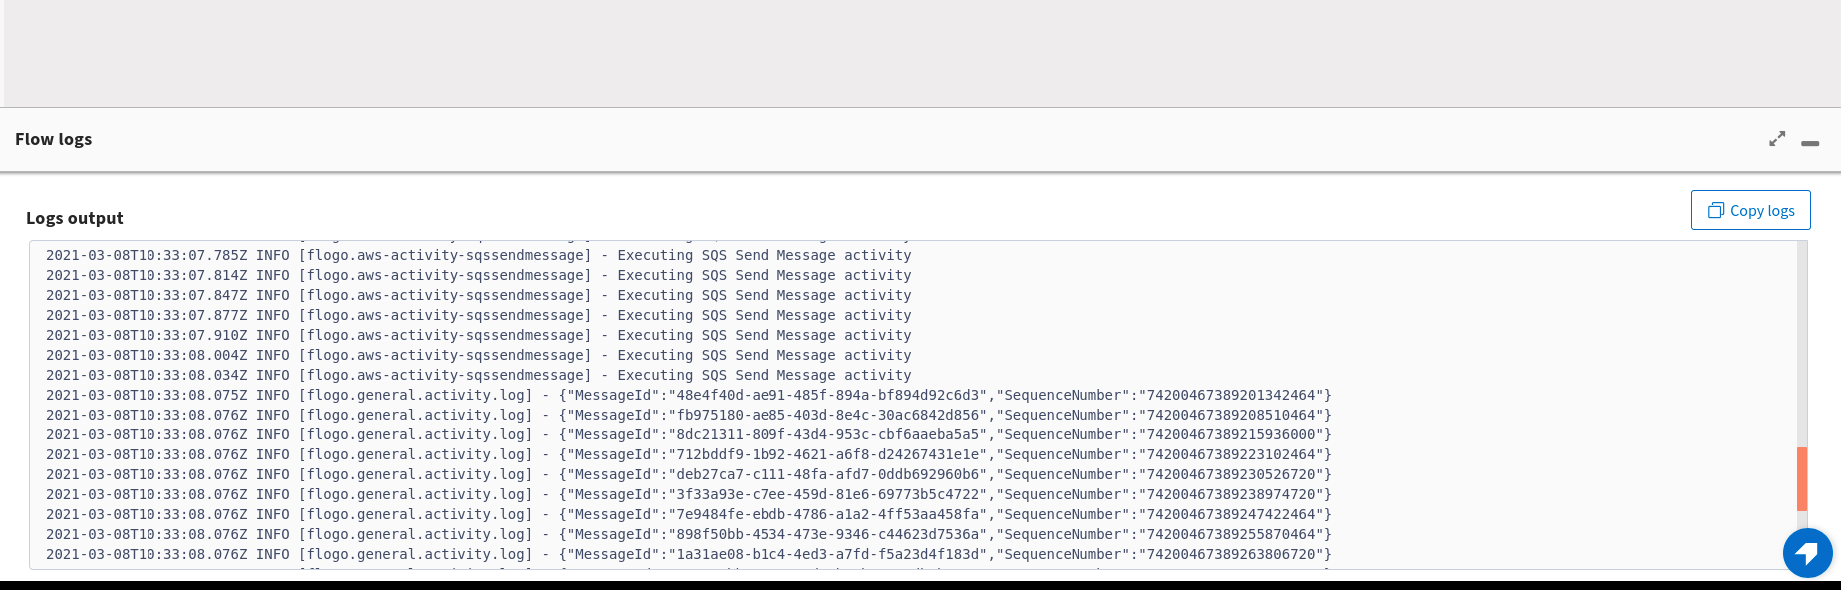 Flow logs
Logs output
Copy logs
2021-03-08T10:33:07.785Z INFO [flogo.aws-activity-sqssendmessage] - Executing SQS Send Message activity
2021-03-08T10:33:07.814Z INFO [flogo.aws-activity-sqssendmessage] - Executing SQS Send Message activity
2021-03-08T10:33:07.847Z INFO [flogo.aws-activity-sqssendmessage] - Executing SQS Send Message activity
2021-03-08T10:33:07.877Z INFO [flogo.aws-activity-sqssendmessage] - Executing SQS Send Message activity
2021-03-08T10:33:07.910Z INFO [flogo.aws-activity-sqssendmessage] - Executing SQS Send Message activity
2021-03-08T10:33:08.004Z INFO [flogo.aws-activity-sqssendmessage] - Executing SQS Send Message activity
2021-03-08T10:33:08.034Z INFO [flogo.aws-activity-sqssendmessage] - Executing SQS Send Message activity
2021-03-08T10:33:08.075Z INFO [flogo.general.activity.log] - {"MessageId":"48e4f40d-ae91-485f-894a-bf894d92c6d3","SequenceNumber":"74200467389201342464"}
2021-03-08T10:33:08.076Z INFO [flogo.general.activity.log] - {"MessageId":"fb975180-ae85-403d-8e4c-30ac6842d856","SequenceNumber":"74200467389208510464"}
2021-03-08T10:33:08.076Z INFO [flogo.general.activity.log] - {"MessageId":"8dc21311-809f-43d4-953c-cbf6aaeba5a5","SequenceNumber":"74200467389215936000"}
2021-03-08T10:33:08.076Z INFO [flogo.general.activity.log] - {"MessageId":"712bddf9-1b92-4621-a6f8-d24267431e1e","SequenceNumber":"74200467389223102464"}
2021-03-08T10:33:08.076Z INFO [flogo.general.activity.log] - {"MessageId":"deb27ca7-c111-48fa-afd7-0ddb692960b6","SequenceNumber":"74200467389230526720"}
2021-03-08T10:33:08.076Z INFO [flogo.general.activity.log] - {"MessageId":"3f33a93e-c7ee-459d-81e6-69773b5c4722","SequenceNumber":"74200467389238974720"}
2021-03-08T10:33:08.076Z INFO [flogo.general.activity.log] - {"MessageId":"7e9484fe-ebdb-4786-a1a2-4ff53aa458fa","SequenceNumber":"74200467389247422464"}
2021-03-08T10:33:08.076Z INFO [flogo.general.activity.log] - {"MessageId":"898f50bb-4534-473e-9346-c44623d7536a","SequenceNumber":"74200467389255870464"}
2021-03-08T10:33:08.076Z INFO [flogo.general.activity.log] - {"MessageId":"1a31ae08-b1c4-4ed3-a7fd-f5a23d4f183d","SequenceNumber":"74200467389263806720"}